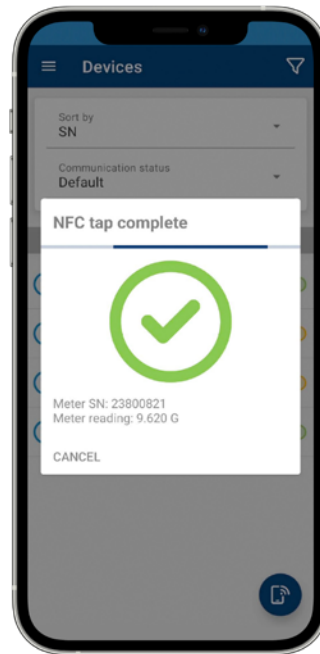 Devices
Sort by
SN
Communication status
Default
NFC tap complete
Meter SN: 23800821
Meter reading: 9.620 G
CANCEL